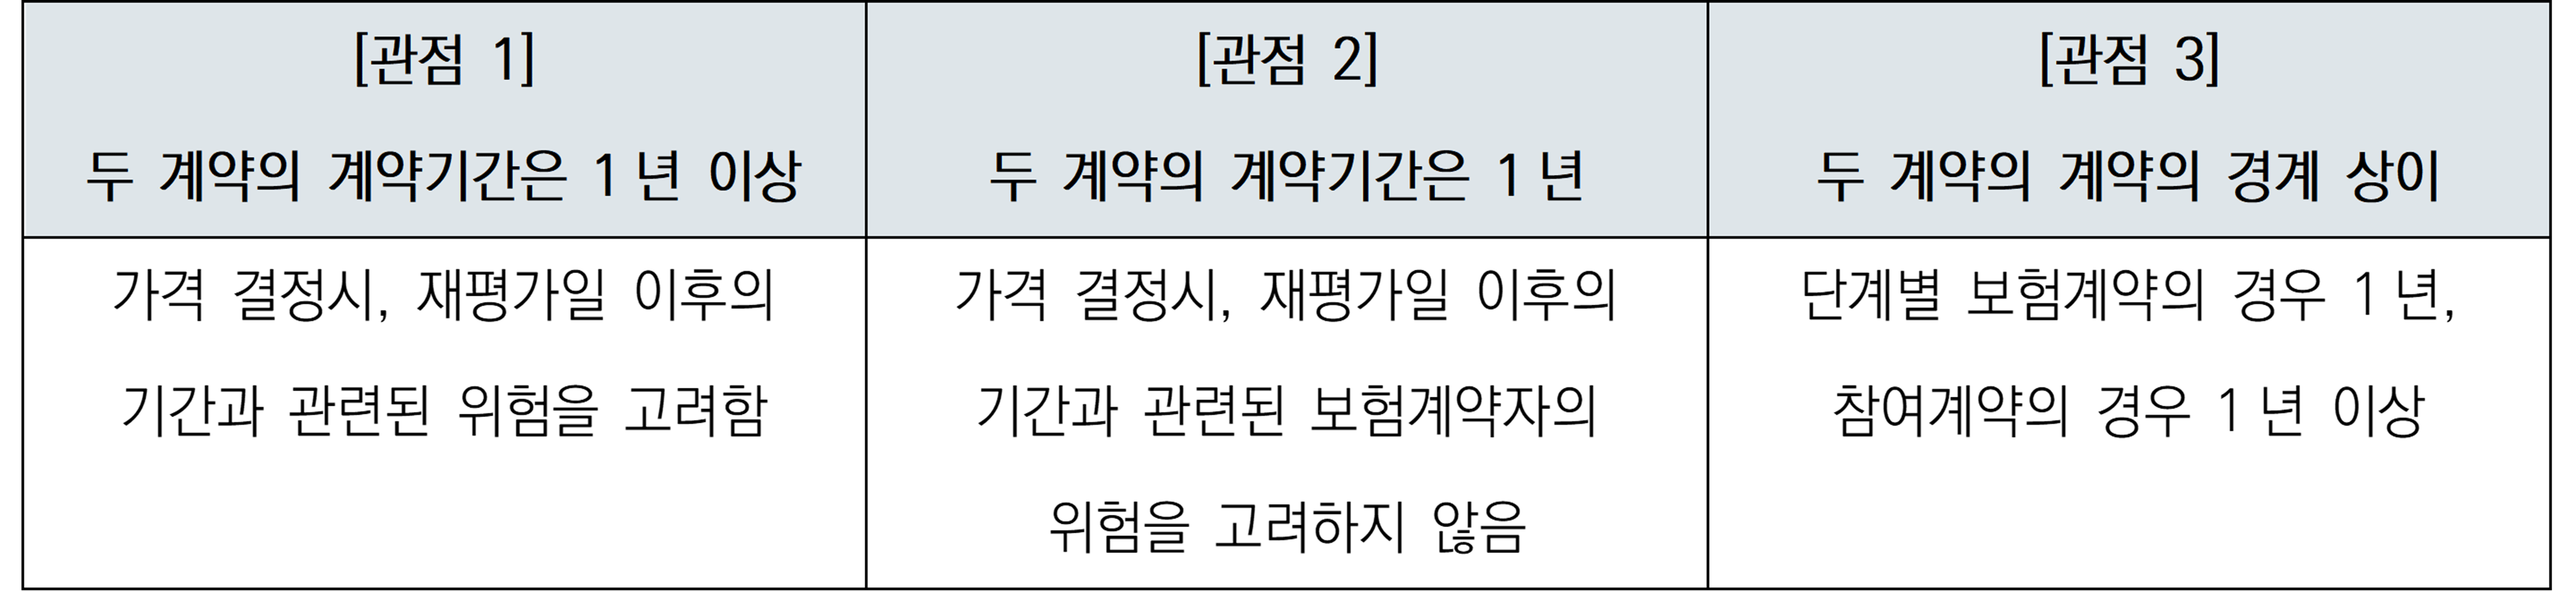 [관점 1]
두 계약의 계약기간은 1년 이상
[관점 2]
두 계약의 계약기간은 1년
[관점 3]
두 계약의 계약의 경계 상이
가격 결정시, 재평가일 이후의
기간과 관련된 위험을 고려함
가격 결정시, 재평가일 이후의
기간과 관련된 보험계약자의
위험을 고려하지 않음
단계별 보험계약의 경우 1년,
참여계약의 경우 1년 이상